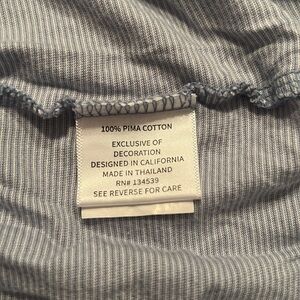 100% PIMA COTTON
EXCLUSIVE OF
DECORATION
DESIGNED IN CALIFORNIA
MADE IN THAILAND
RN# 134539
SEE REVERSE FOR CARE